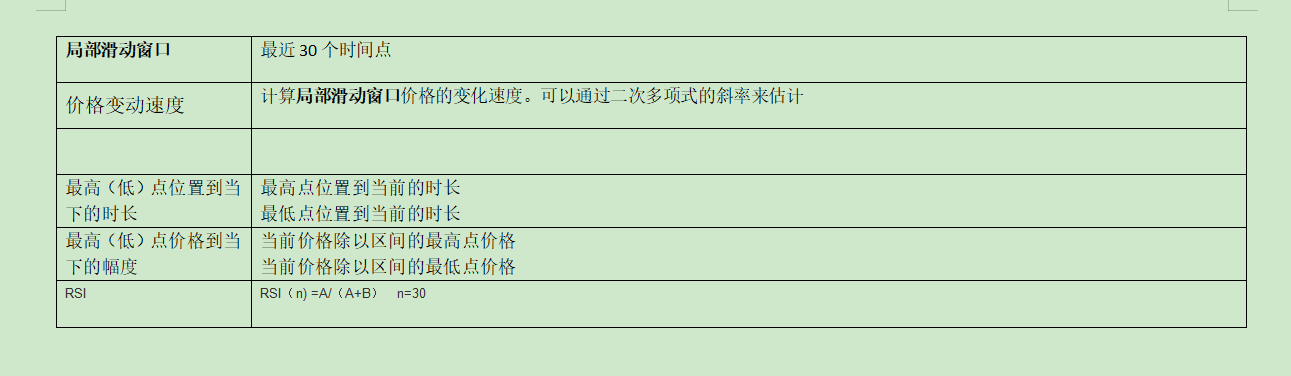 局部滑动窗口
最近 30 个时间点
价格变动速度
计算局部滑动窗口价格的变化速度。可以通过二次多项式的斜率来估计
最高（低）点位置到当
下的时长
最高点位置到当前的时长
最低点位置到当前的时长
最高（低）点价格到当
下的幅度
当前价格除以区间的最高点价格
当前价格除以区间的最低点价格
RSI
RSI（n) =A/（A+B） n=30